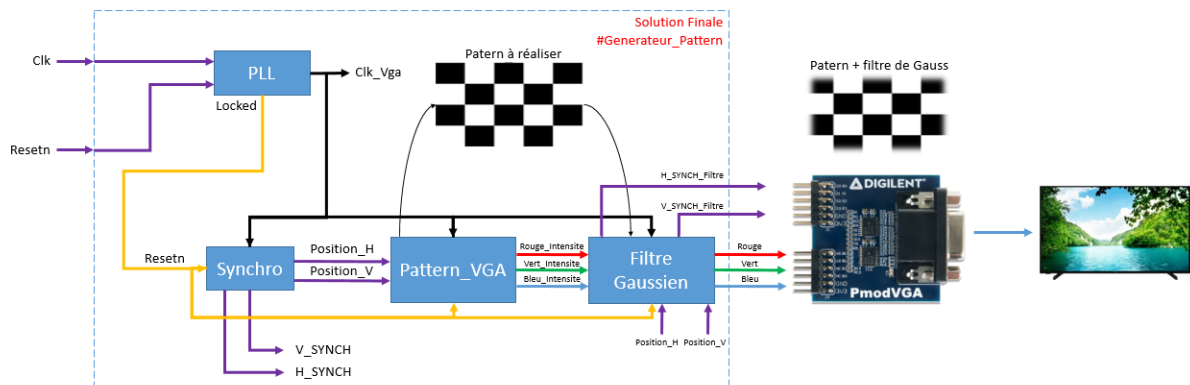 Solution Finale
#Generateur_Pattern
Clk
PLL
Clk_Vga
Patern à réaliser
Patern + filtre de Gauss
Locked
Resetn
H_SYNCH_Filtre
V_SYNCH_Filtre
DIGILENT
Resetn
Synchro
Position_H
Position_V
Pattern_VGA
Rouge_Intensite
Vert_Intensite
Bleu_Intensite
Filtre
Gaussien
Rouge
Vert
Bleu
PmodVGA
Position_H
Position_V
V_SYNCH
H_SYNCH